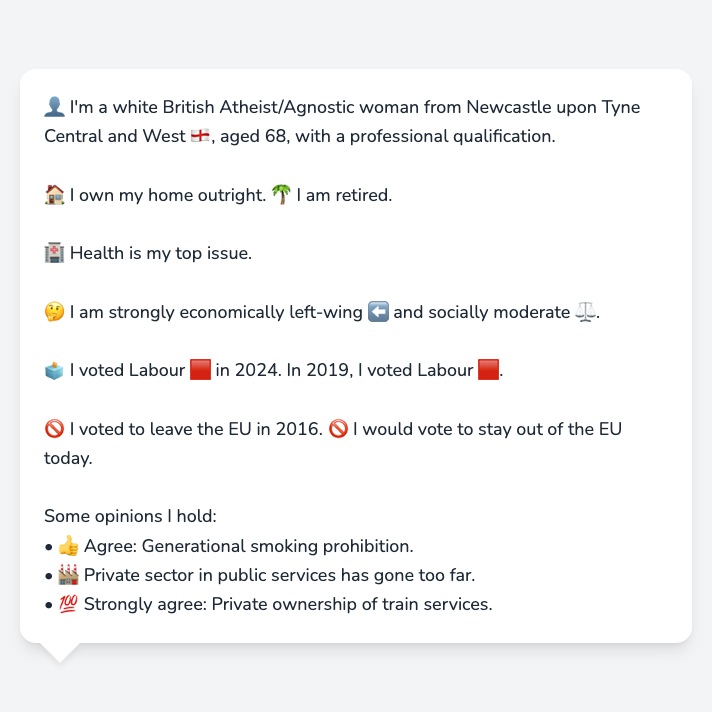 👤 I'm a white British Atheist/Agnostic woman from Newcastle upon Tyne
Central and West 🏴󠁧󠁢󠁥󠁮󠁧󠁿, aged 68, with a professional qualification.
🏠 I own my home outright. 🌴 I am retired.
🏥 Health is my top issue.
🤔 I am strongly economically left-wing ⬅️ and socially moderate ⚖️.
🗳️ I voted Labour 🟥 in 2024. In 2019, I voted Labour 🟥.
🚫 I voted to leave the EU in 2016. 🚫 I would vote to stay out of the EU
today.
Some opinions I hold:
• 👍 Agree: Generational smoking prohibition.
• 🏭 Private sector in public services has gone too far.
• 💯 Strongly agree: Private ownership of train services.